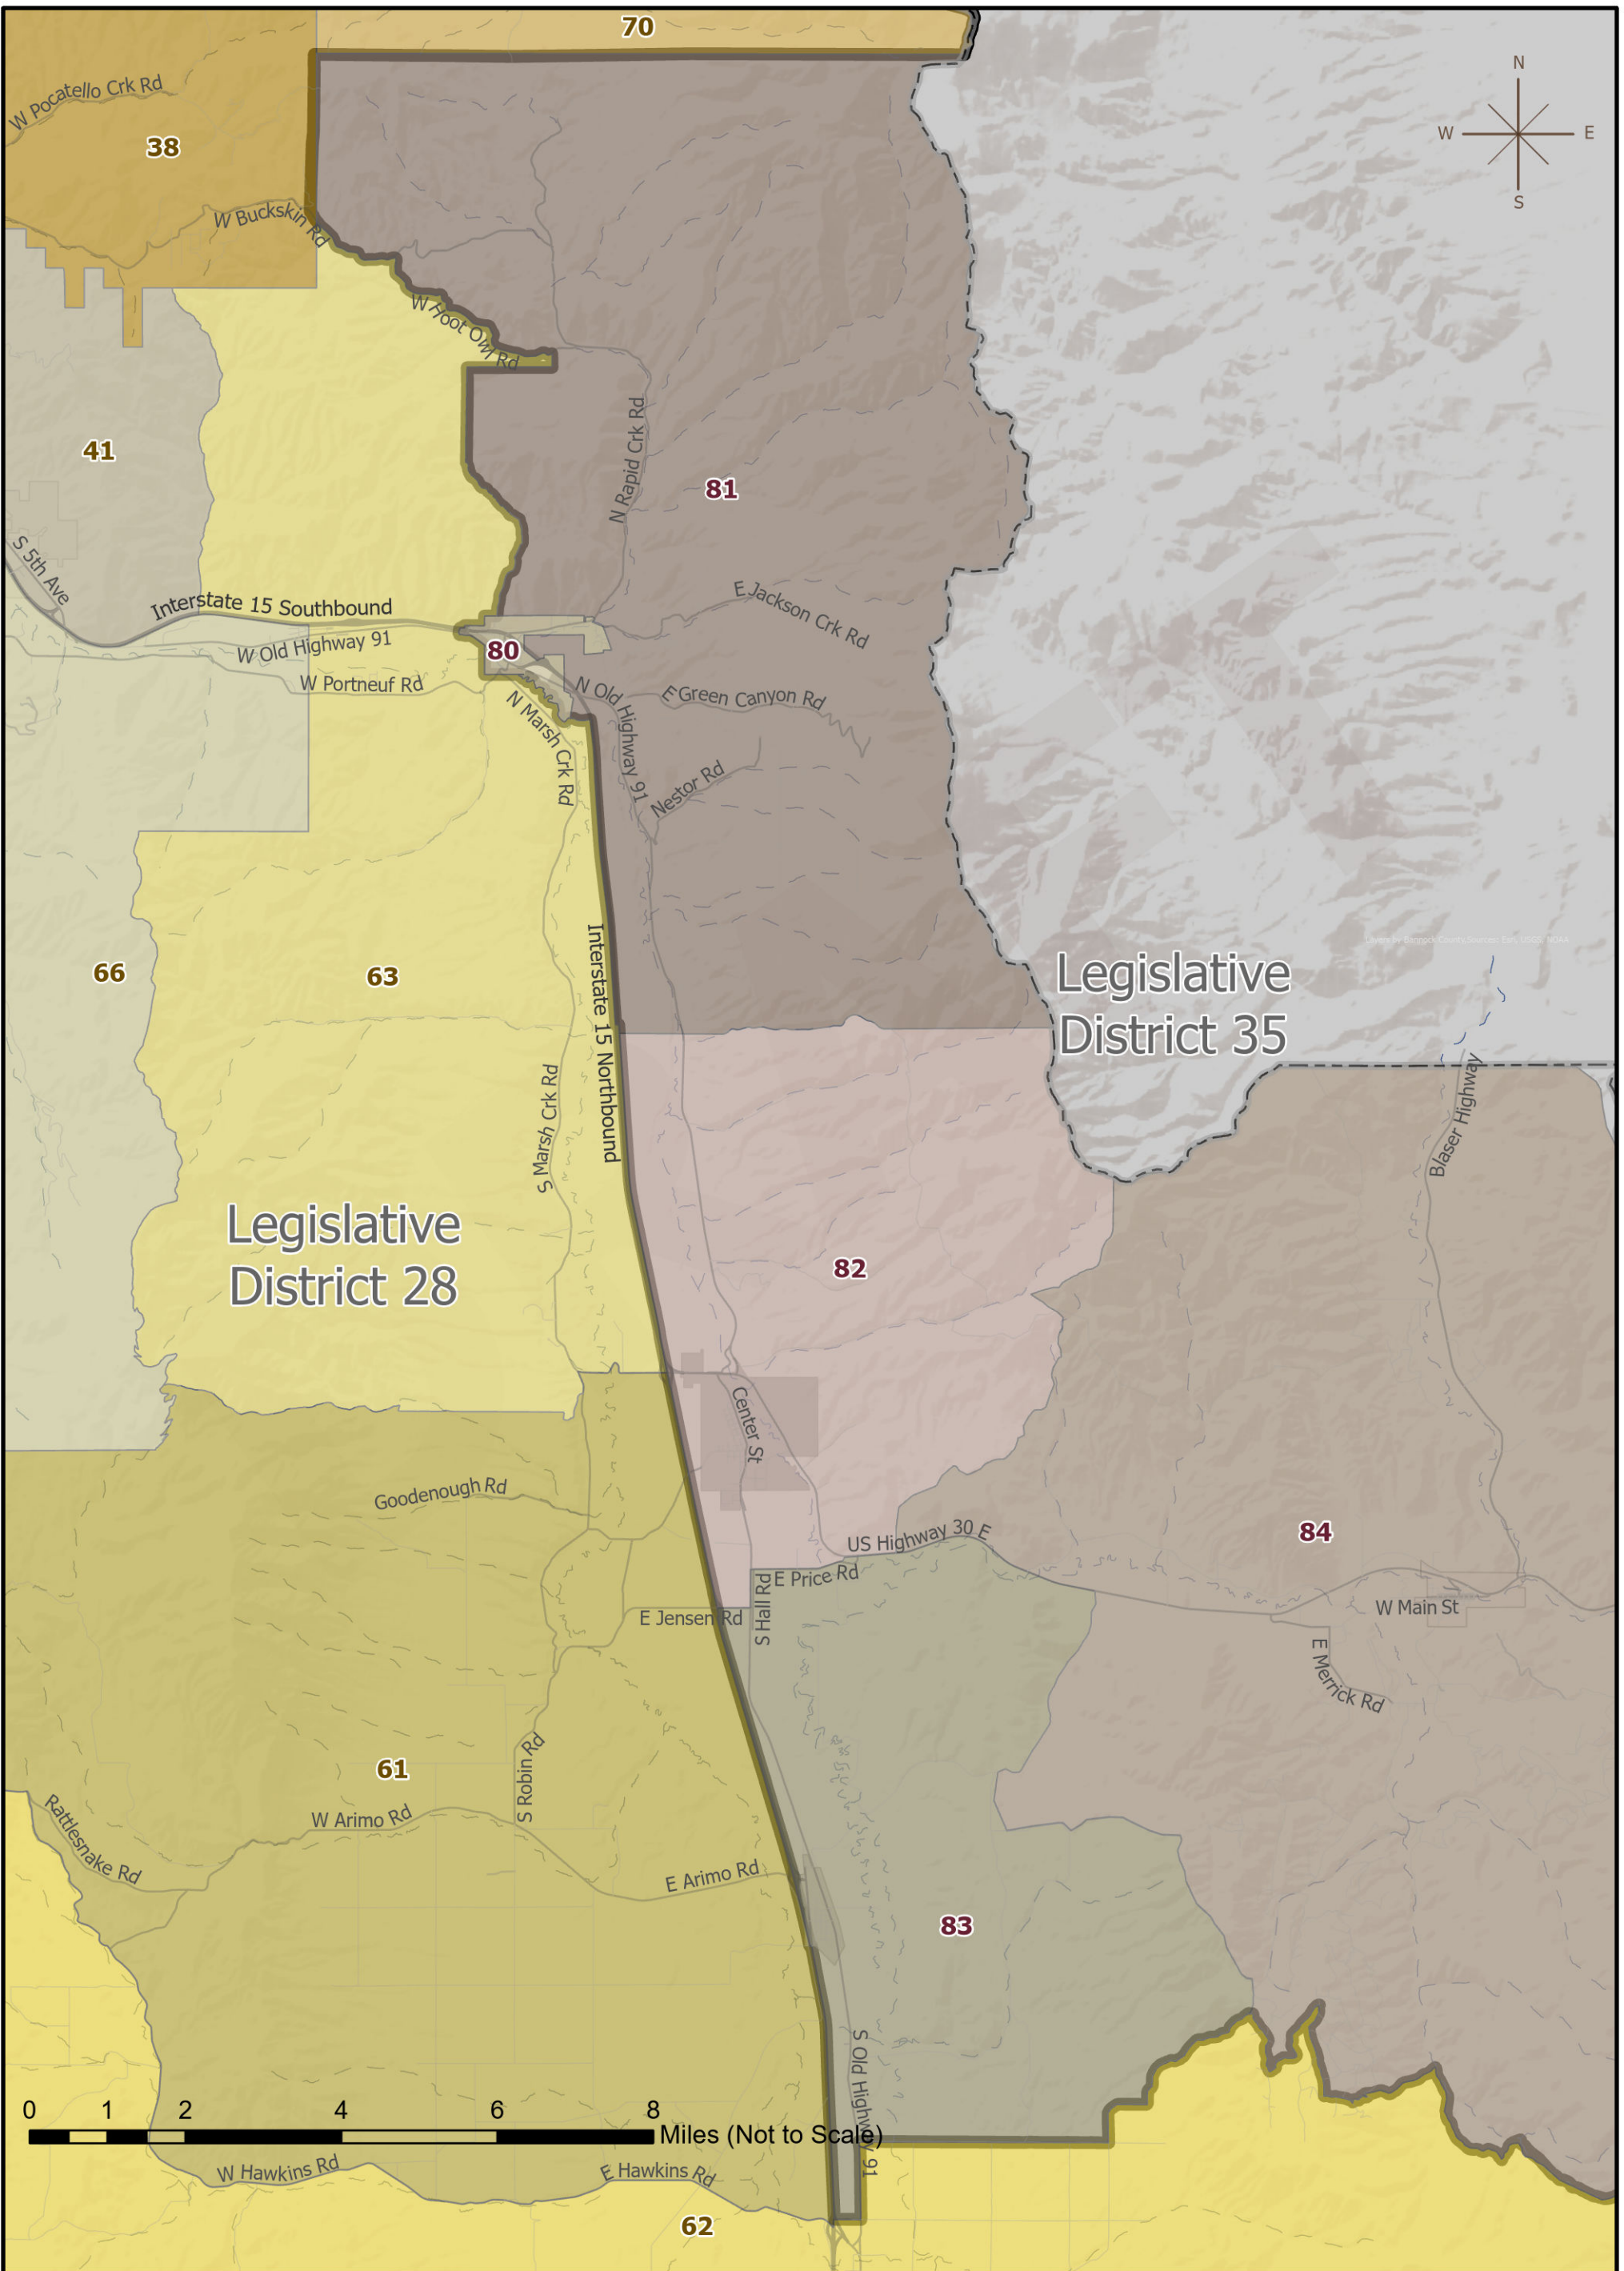 70
N
W E
S
W Pocatello Crk Rd
38
W Buckskin Rd
W Hoot Owl Rd
41
N Rapid Crk Rd
81
S 5th Ave
Interstate 15 Southbound
W Old Highway 91
W Portneuf Rd
80
E Jackson Crk Rd
E Green Canyon Rd
N Old Highway 91
N Marsh Crk Rd
Nestor Rd
66
63
Interstate 15 Northbound
Legislative
District 35
S Marsh Crk Rd
Blaser Highway
Legislative
District 28
82
Center St
Goodenough Rd
US Highway 30 E
84
E Price Rd
S Hall Rd
E Jensen Rd
W Main St
E Merrick Rd
61
S Robin Rd
W Arimo Rd
Rattlesnake Rd
E Arimo Rd
83
S Old Highway 91
0 1 2 4 6 8
Miles (Not to Scale)
W Hawkins Rd
E Hawkins Rd
62